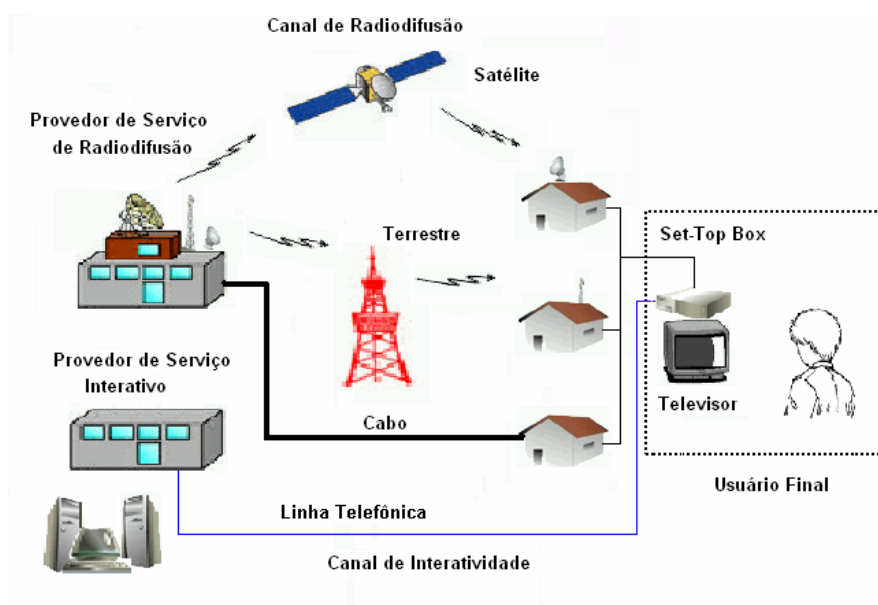 Canal de Radiodifusão
Satélite
Provedor de Serviço
de Radiodifusão
Terrestre
Set-Top Box
Provedor de Serviço
Interativo
Televisor
Cabo
Usuário Final
Linha Telefônica
Canal de Interatividade